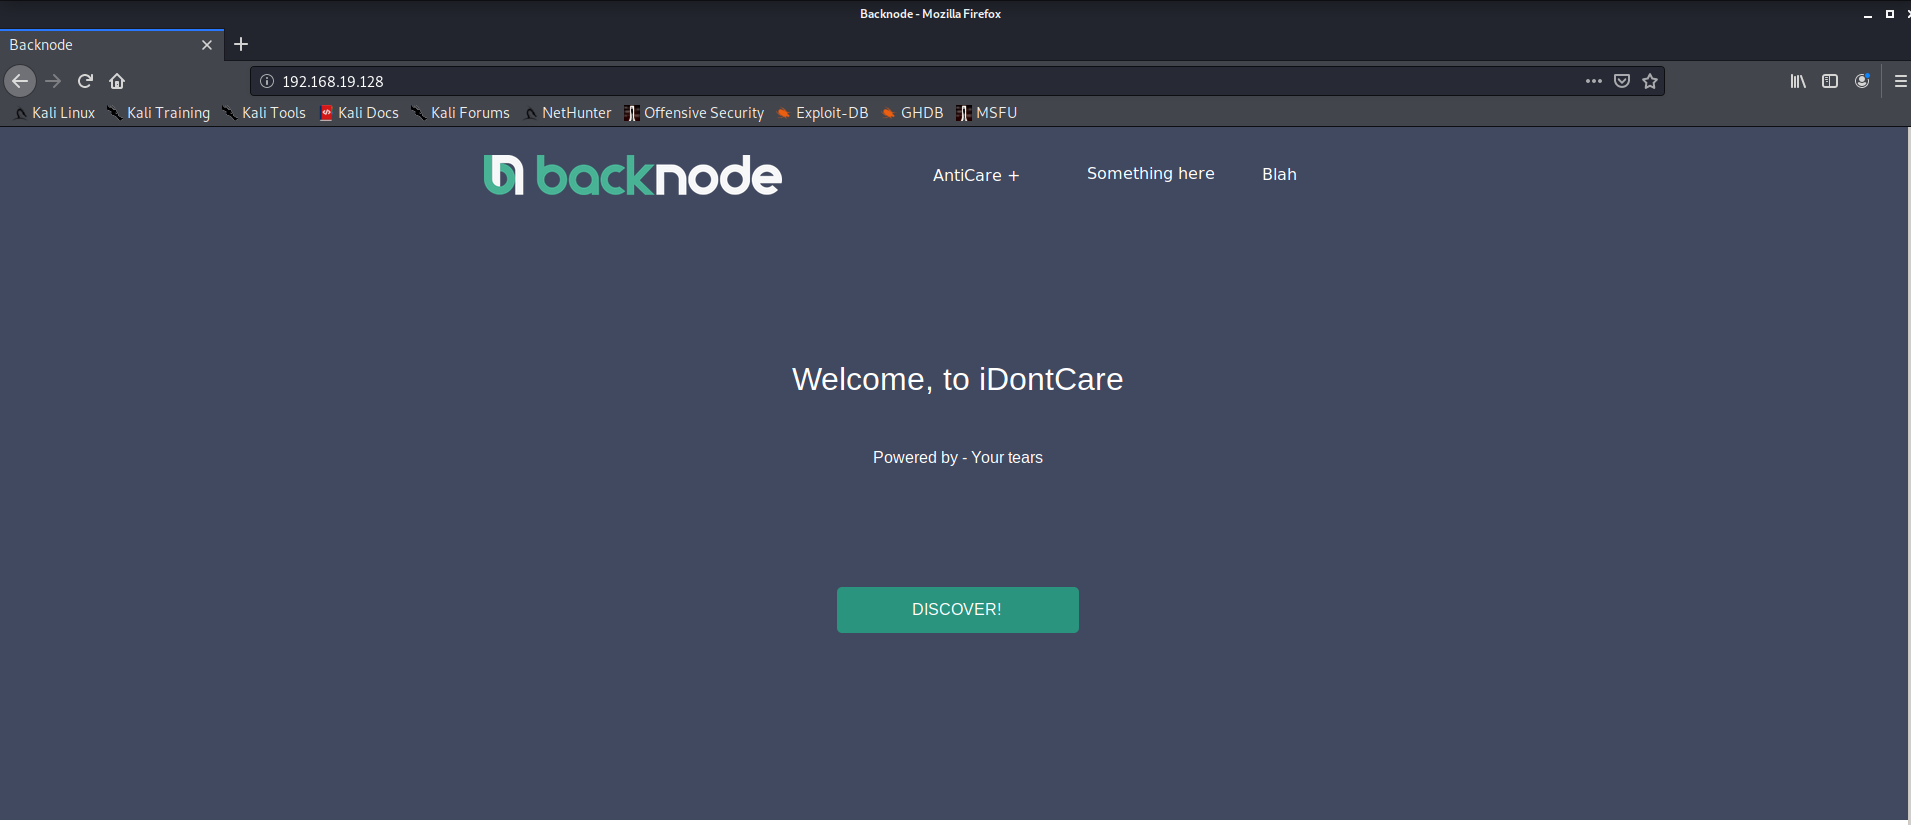 Backnode - Mozilla Firefox
Backnode
192.168.19.128
Kali Linux Kali Training Kali Tools Kali Docs Kali Forums NetHunter Offensive Security Exploit-DB GHDB MSFU
backnode AntiCare + Something here Blah
Welcome, to iDontCare
Powered by - Your tears
DISCOVER!